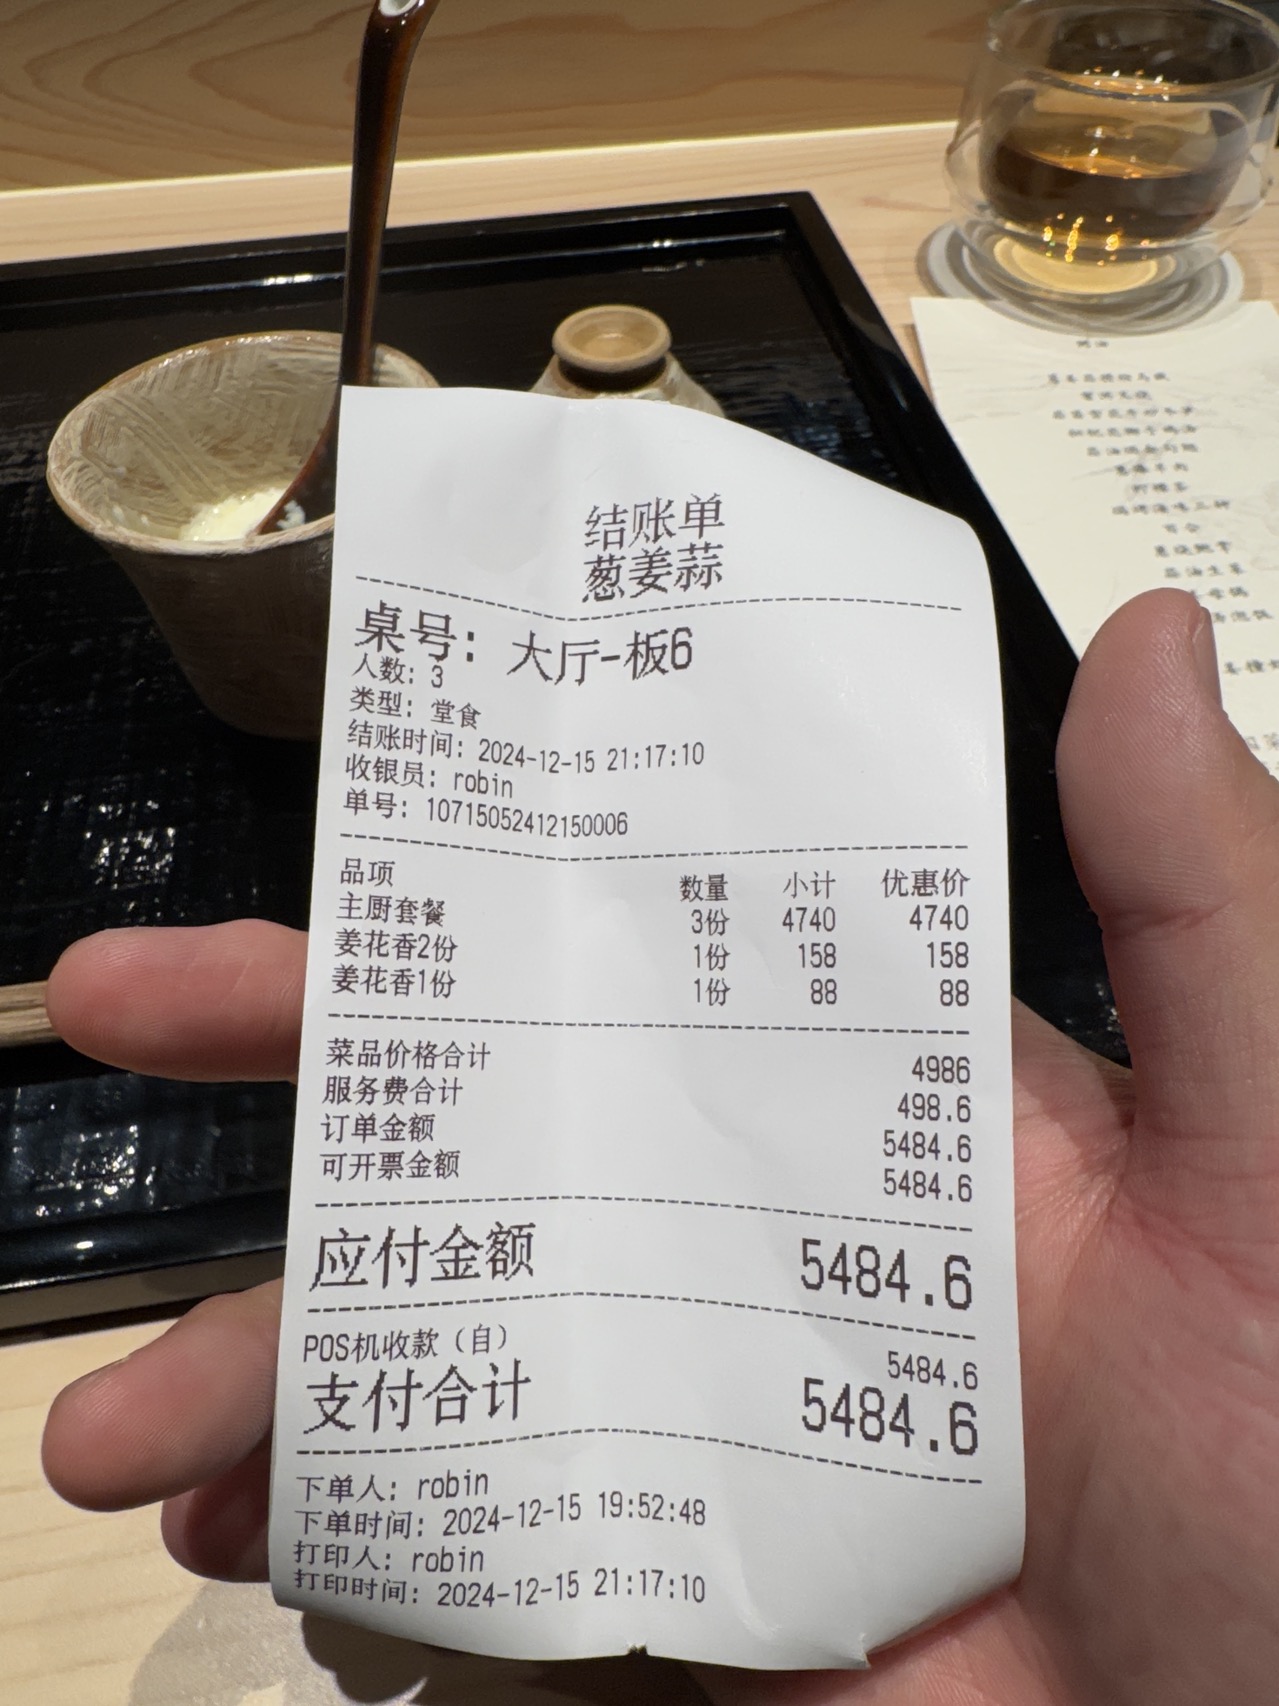 结账单
葱姜蒜
桌号: 大厅-板6
人数: 3
类型: 堂食
结账时间: 2024-12-15 21:17:10
收银员: robin
单号: 10715052412150006
品项 数量 小计 优惠价
主厨套餐 3份 4740 4740
姜花香2份 1份 158 158
姜花香1份 1份 88 88
菜品价格合计 4986
服务费合计 498.6
订单金额 5484.6
可开票金额 5484.6
应付金额 5484.6
POS机收款（自） 5484.6
支付合计 5484.6
下单人: robin
下单时间: 2024-12-15 19:52:48
打印人: robin
打印时间: 2024-12-15 21:17:10
百合